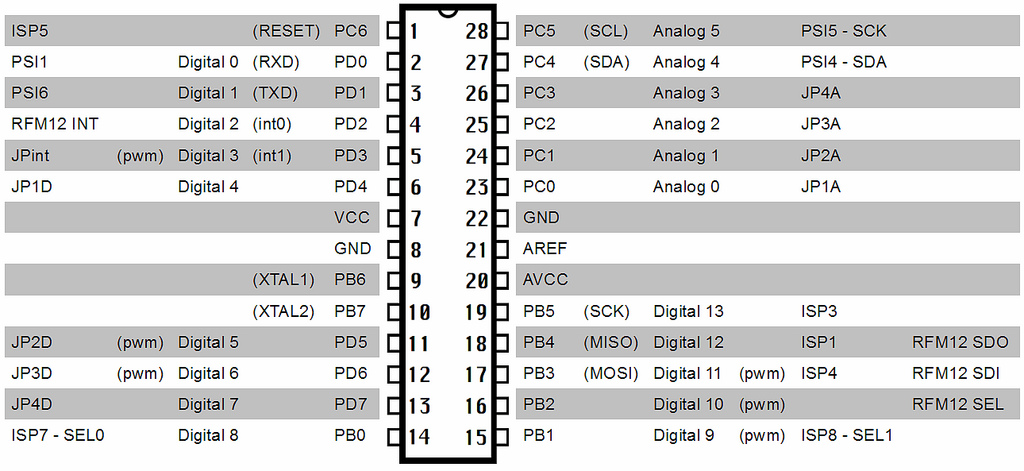 ISP5 (RESET) PC6 1 28 PC5 (SCL) Analog 5 PSI5 - SCK
PSI1 Digital 0 (RXD) PD0 2 27 PC4 (SDA) Analog 4 PSI4 - SDA
PSI6 Digital 1 (TXD) PD1 3 26 PC3 Analog 3 JP4A
RFM12 INT Digital 2 (int0) PD2 4 25 PC2 Analog 2 JP3A
JPint (pwm) Digital 3 (int1) PD3 5 24 PC1 Analog 1 JP2A
JP1D Digital 4 PD4 6 23 PC0 Analog 0 JP1A
VCC 7 22 GND
GND 8 21 AREF
(XTAL1) PB6 9 20 AVCC
(XTAL2) PB7 10 19 PB5 (SCK) Digital 13 ISP3
JP2D (pwm) Digital 5 PD5 11 18 PB4 (MISO) Digital 12 ISP1 RFM12 SDO
JP3D (pwm) Digital 6 PD6 12 17 PB3 (MOSI) Digital 11 (pwm) ISP4 RFM12 SDI
JP4D Digital 7 PD7 13 16 PB2 Digital 10 (pwm) RFM12 SEL
ISP7 - SEL0 Digital 8 PB0 14 15 PB1 Digital 9 (pwm) ISP8 - SEL1